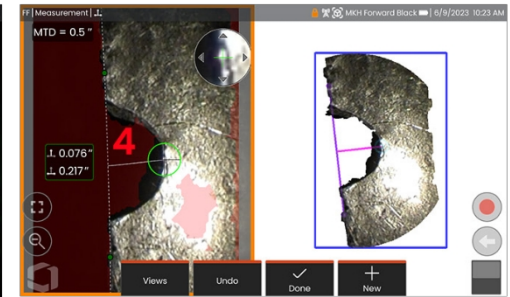 FF | Measurement |
MKH Forward Black | 6/9/2023 10:23 AM
MTD = 0.5 "
4
0.076"
0.217"
Views
Undo
Done
New